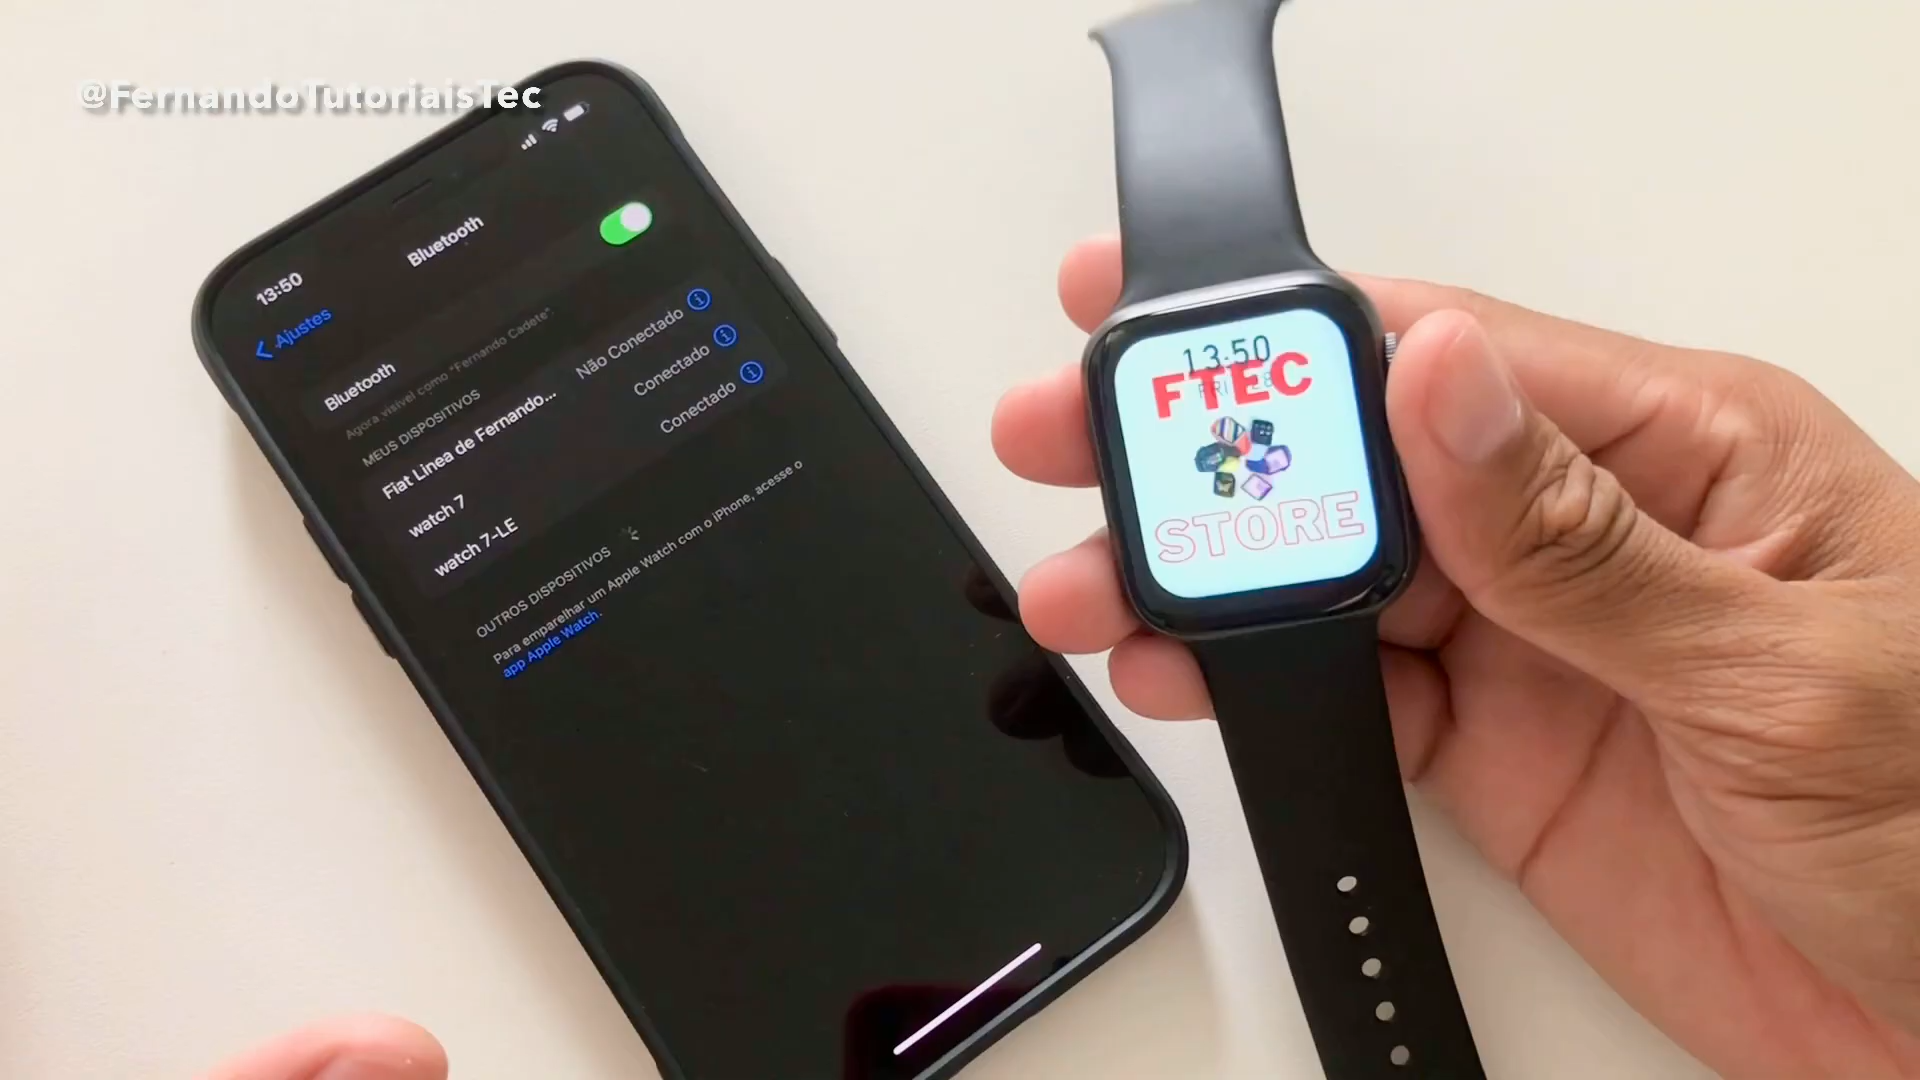 @FernandoTutoriaisTec
13:50
Ajustes
Bluetooth
Bluetooth
Agora visível como "Fernando Cadete".
MEUS DISPOSITIVOS
Fiat Linea de Fernando... Não Conectado
watch 7 Conectado
watch 7-LE Conectado
OUTROS DISPOSITIVOS
Para emparelhar um Apple Watch com o iPhone, acesse o
app Apple Watch.
13:50
FTEC
STORE